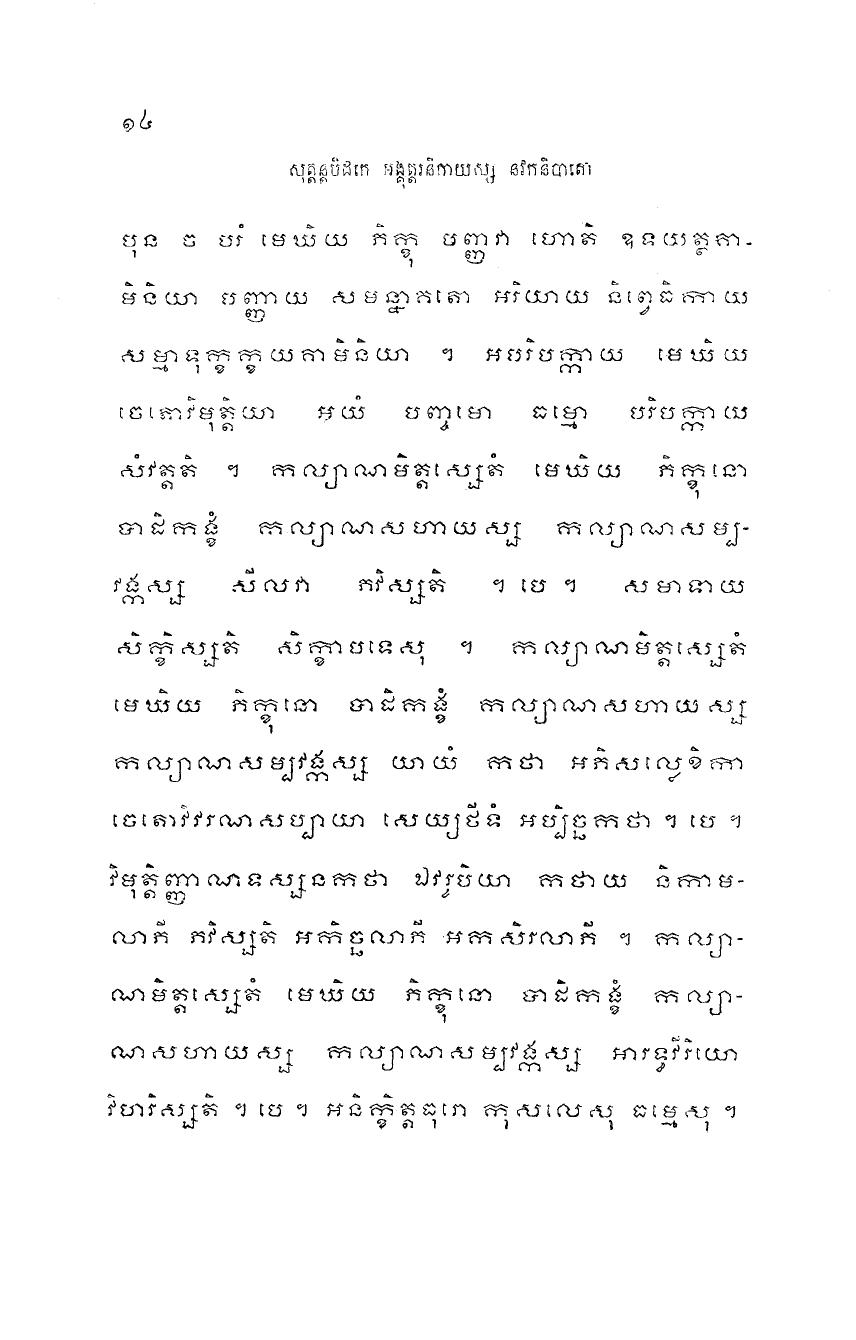 ១៤
សុត្តន្តបិដកេ អង្គុត្តរនិកាយស្ស នវកនិបាតោ
បុន ច បរំ មេឃិយ ភិក្ខុ បញ្ញវា ហោតិ ឧទយត្ថគា-
មិនិយា បញ្ញាយ សមន្នាគតោ អរិយាយ និព្វេធិកាយ
សម្មាទុក្ខក្ខយគាមិនិយា ។ អបរិបក្កាយ មេឃិយ
ចេតោវិមុត្តិយា អយំ បញ្ចមោ ធម្មោ បរិបក្កាយ
សំវត្តតិ ។ កល្យាណមិត្តស្សេតំ មេឃិយ ភិក្ខុនោ
បាដិកង្ខំ កល្យាណសហាយស្ស កល្យាណសម្ប-
វង្កស្ស សីលវា ភវិស្សតិ ។ បេ ។ សមាទាយ
សិក្ខិស្សតិ សិក្ខាបទេសុ ។ កល្យាណមិត្តស្សេតំ
មេឃិយ ភិក្ខុនោ បាដិកង្ខំ កល្យាណសហាយស្ស
កល្យាណសម្បវង្កស្ស យាយំ កថា អភិសល្លេខិកា
ចេតោវិវរណសប្បាយា សេយ្យថីទំ អប្បិច្ឆកថា ។ បេ ។
វិមុត្តិញ្ញាណទស្សនកថា ឯវរូបិយា កថាយ និកាម-
លាភី ភវិស្សតិ អកិច្ឆលាភី អកសិរលាភី ។ កល្យា-
ណមិត្តស្សេតំ មេឃិយ ភិក្ខុនោ បាដិកង្ខំ កល្យា-
ណសហាយស្ស កល្យាណសម្បវង្កស្ស អារទ្ធវីរិយោ
វិហរិស្សតិ ។ បេ ។ អនិក្ខិត្តធុរោ កុសលេសុ ធម្មេសុ ។